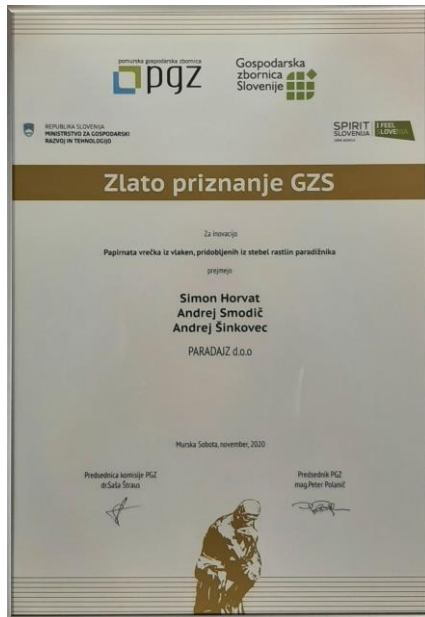 pomurska gospodarska zbornica
pgz
Gospodarska
zbornica
Slovenije
REPUBLIKA SLOVENIJA
MINISTRSTVO ZA GOSPODARSKI
RAZVOJ IN TEHNOLOGIJO
SPIRIT
SLOVENIJA
I FEEL
SLOVENIA
Zlato priznanje GZS
Za inovacijo
Papirnata vrečka iz vlaken, pridobljenih iz stebel rastlin paradižnika
prejmejo
Simon Horvat
Andrej Smodič
Andrej Šinkovec
PARADAJZ d.o.o
Murska Sobota, november, 2020
Predsednica komisije PGZ
dr.Saša Štraus
Predsednik PGZ
mag.Peter Polanič